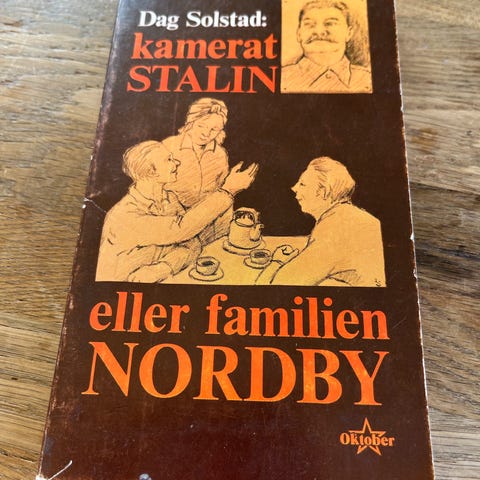 Dag Solstad:
kamerat
STALIN
eller familien
NORDBY
Oktober